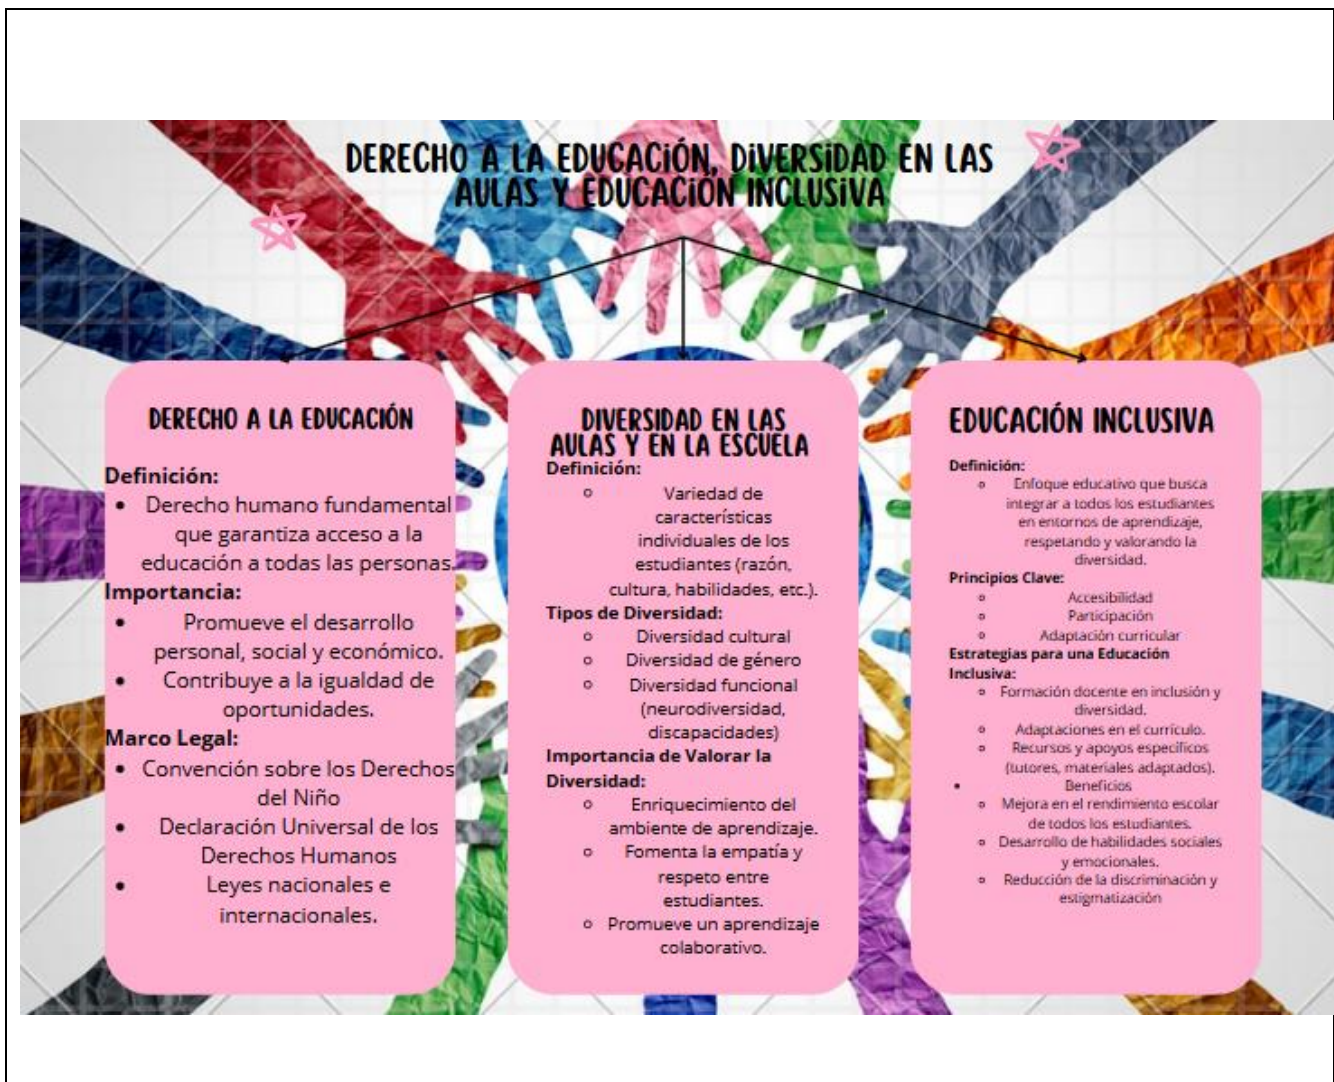 DERECHO A LA EDUCACIÓN, DIVERSIDAD EN LAS
AULAS Y EDUCACIÓN INCLUSIVA
DERECHO A LA EDUCACIÓN
Definición:
• Derecho humano fundamental
que garantiza acceso a la
educación a todas las personas.
Importancia:
• Promueve el desarrollo
personal, social y económico.
• Contribuye a la igualdad de
oportunidades.
Marco Legal:
• Convención sobre los Derechos
del Niño
• Declaración Universal de los
Derechos Humanos
• Leyes nacionales e
internacionales.
DIVERSIDAD EN LAS
AULAS Y EN LA ESCUELA
Definición:
○ Variedad de
características
individuales de los
estudiantes (razón,
cultura, habilidades, etc.).
Tipos de Diversidad:
○ Diversidad cultural
○ Diversidad de género
○ Diversidad funcional
(neurodiversidad,
discapacidades)
Importancia de Valorar la
Diversidad:
○ Enriquecimiento del
ambiente de aprendizaje.
○ Fomenta la empatía y
respeto entre
estudiantes.
○ Promueve un aprendizaje
colaborativo.
EDUCACIÓN INCLUSIVA
Definición:
○ Enfoque educativo que busca
integrar a todos los estudiantes
en entornos de aprendizaje,
respetando y valorando la
diversidad.
Principios Clave:
○ Accesibilidad
○ Participación
○ Adaptación curricular
Estrategias para una Educación
Inclusiva:
○ Formación docente en inclusión y
diversidad.
○ Adaptaciones en el currículo.
○ Recursos y apoyos específicos
(tutores, materiales adaptados).
• Beneficios
○ Mejora en el rendimiento escolar
de todos los estudiantes.
○ Desarrollo de habilidades sociales
y emocionales.
○ Reducción de la discriminación y
estigmatización